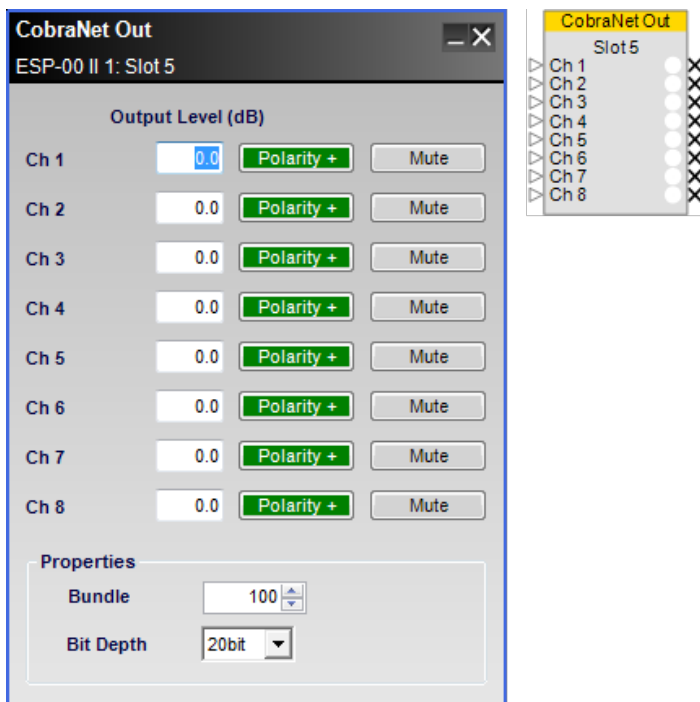 CobraNet Out
ESP-00 II 1: Slot 5
Output Level (dB)
Ch 1 0.0 Polarity + Mute
Ch 2 0.0 Polarity + Mute
Ch 3 0.0 Polarity + Mute
Ch 4 0.0 Polarity + Mute
Ch 5 0.0 Polarity + Mute
Ch 6 0.0 Polarity + Mute
Ch 7 0.0 Polarity + Mute
Ch 8 0.0 Polarity + Mute
Properties
Bundle 100
Bit Depth 20bit
CobraNet Out
Slot 5
Ch 1
Ch 2
Ch 3
Ch 4
Ch 5
Ch 6
Ch 7
Ch 8